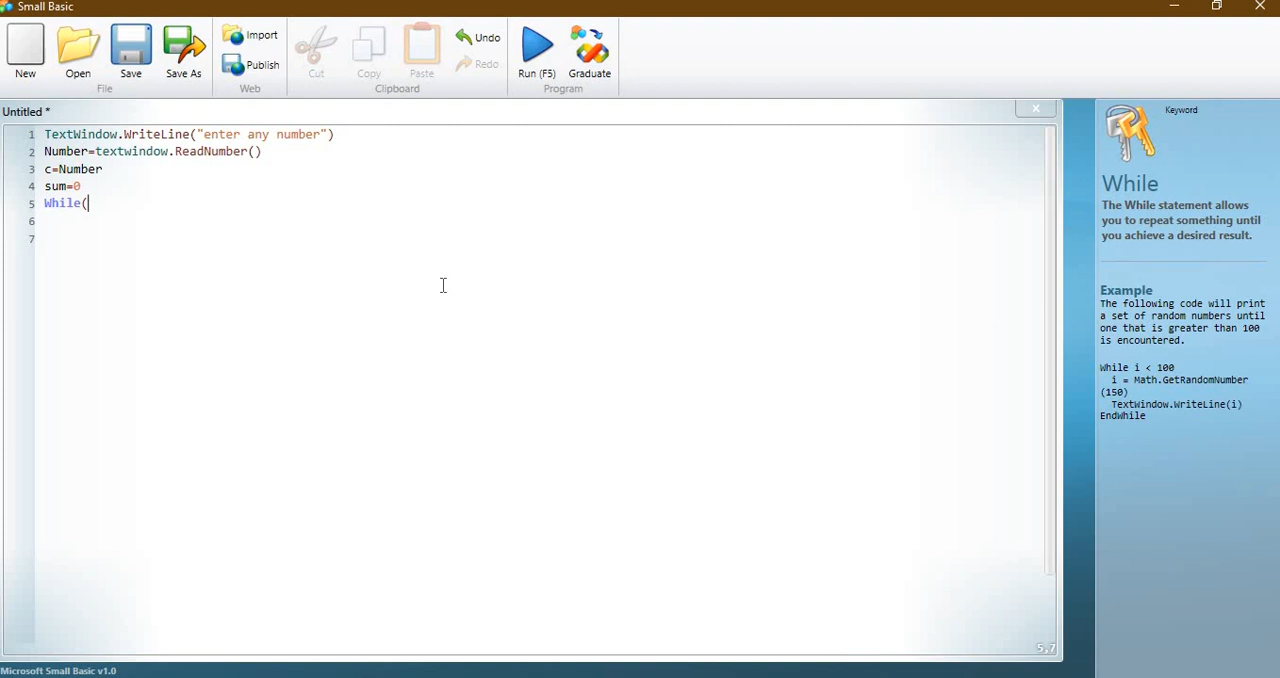 Small Basic
New
Open
Save
Save As
File
Import
Publish
Web
Cut
Copy
Paste
Undo
Redo
Clipboard
Run (F5)
Graduate
Program
Untitled *
1 TextWindow.WriteLine("enter any number")
2 Number=textwindow.ReadNumber()
3 c=Number
4 sum=0
5 While(
6
7
5,7
Keyword
While
The While statement allows
you to repeat something until
you achieve a desired result.
Example
The following code will print
a set of random numbers until
one that is greater than 100
is encountered.
While i < 100
i = Math.GetRandomNumber
(150)
TextWindow.WriteLine(i)
EndWhile
Microsoft Small Basic v1.0